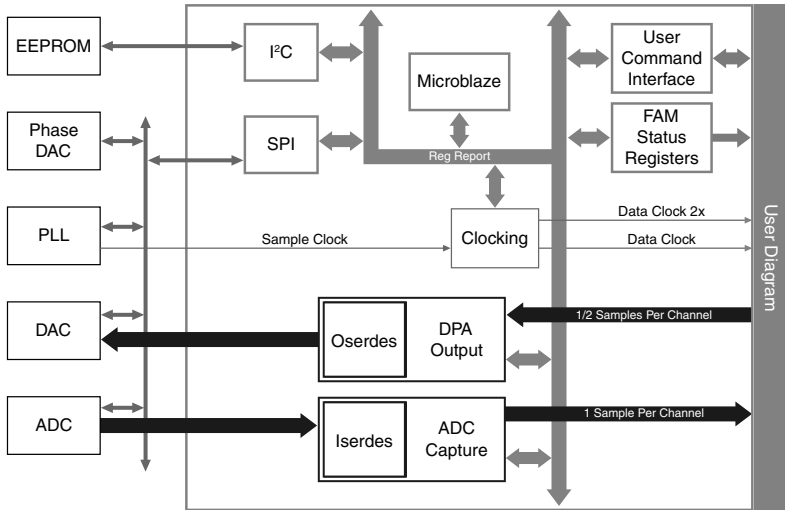 EEPROM
I²C
Microblaze
User
Command
Interface
Phase
DAC
SPI
FAM
Status
Registers
Reg Report
PLL
Sample Clock
Clocking
Data Clock 2x
Data Clock
User Diagram
DAC
Oserdes
DPA
Output
1/2 Samples Per Channel
ADC
Iserdes
ADC
Capture
1 Sample Per Channel